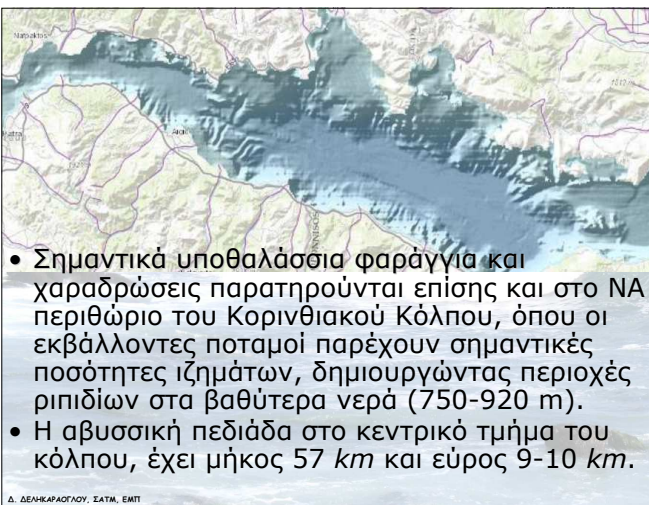 Nafpaktos
Patra
Aigio
• Σημαντικά υποθαλάσσια φαράγγια και
χαραδρώσεις παρατηρούνται επίσης και στο ΝΑ
περιθώριο του Κορινθιακού Κόλπου, όπου οι
εκβάλλοντες ποταμοί παρέχουν σημαντικές
ποσότητες ιζημάτων, δημιουργώντας περιοχές
ριπιδίων στα βαθύτερα νερά (750-920 m).
• Η αβυσσική πεδιάδα στο κεντρικό τμήμα του
κόλπου, έχει μήκος 57 km και εύρος 9-10 km.
Δ. ΔΕΛΗΚΑΡΑΟΓΛΟΥ, ΣΑΤΜ, ΕΜΠ